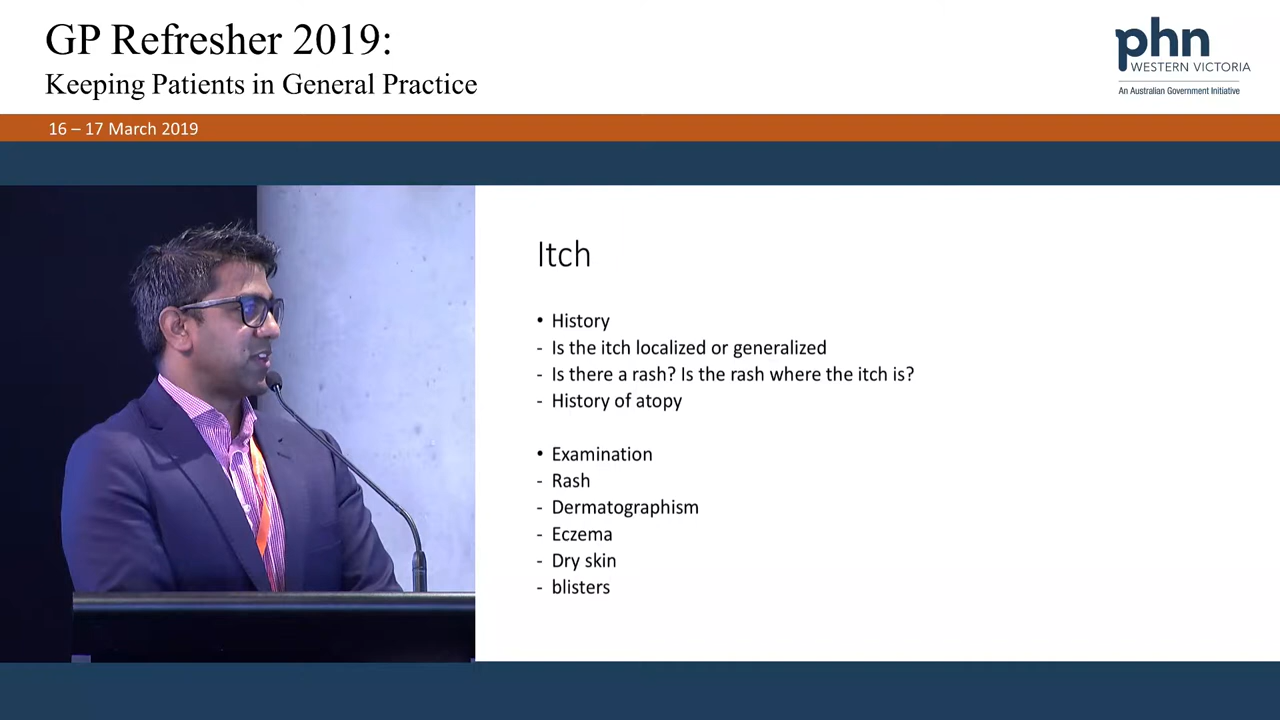 GP Refresher 2019:
Keeping Patients in General Practice
phn
WESTERN VICTORIA
An Australian Government Initiative
16 – 17 March 2019
Itch
• History
- Is the itch localized or generalized
- Is there a rash? Is the rash where the itch is?
- History of atopy
• Examination
- Rash
- Dermatographism
- Eczema
- Dry skin
- blisters